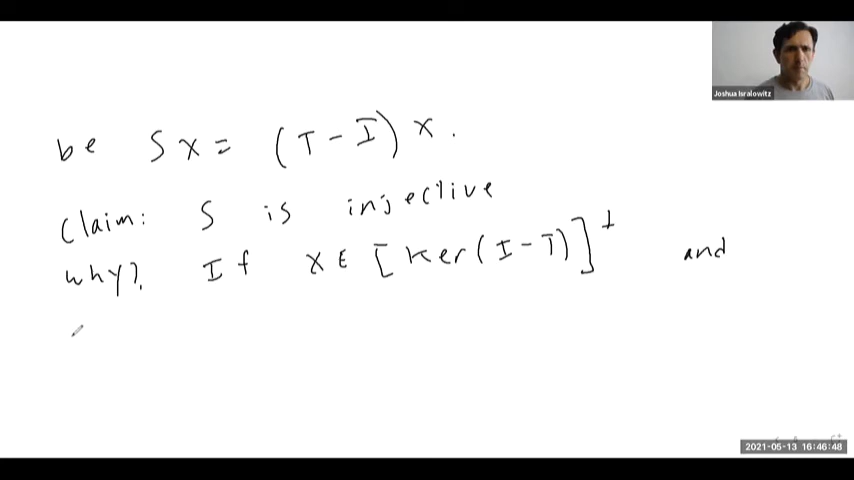 Joshua Isralowitz
be Sx = (T - I) x.
Claim: S is injective
why?. If x ∈ [ker(I - T)]⊥ and
2021-05-13 16:46:48